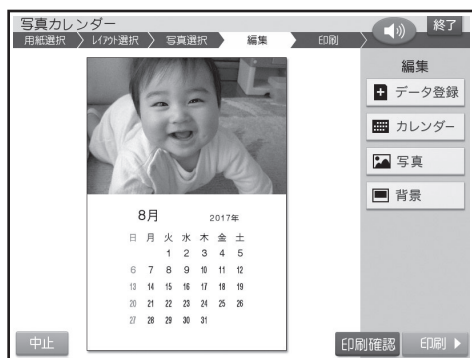 写真カレンダー
終了
用紙選択
レイアウト選択
写真選択
編集
印刷
編集
データ登録
カレンダー
写真
背景
8月 2017年
日 月 火 水 木 金 土
1 2 3 4 5
6 7 8 9 10 11 12
13 14 15 16 17 18 19
20 21 22 23 24 25 26
27 28 29 30 31
中止
印刷確認
印刷